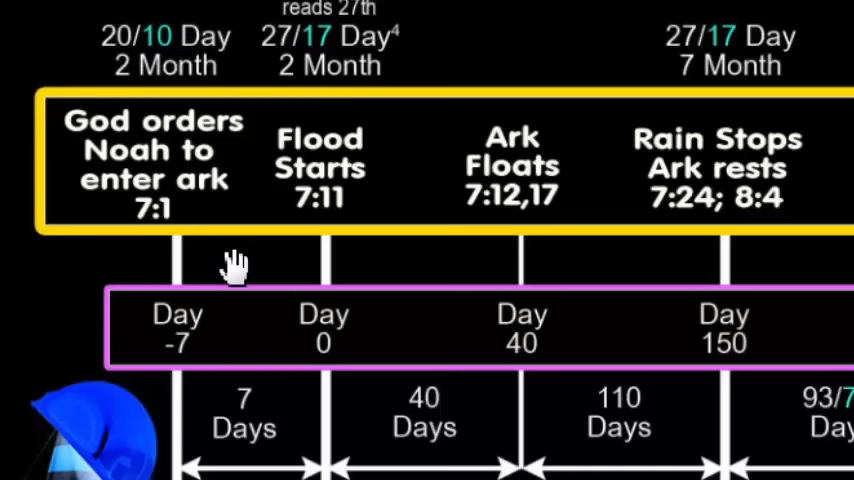 reads 27th
20/10 Day
2 Month
27/17 Day⁴
2 Month
27/17 Day
7 Month
God orders
Noah to
enter ark
7:1
Flood
Starts
7:11
Ark
Floats
7:12,17
Rain Stops
Ark rests
7:24; 8:4
Day
-7
Day
0
Day
40
Day
150
7
Days
40
Days
110
Days
93/7
Day